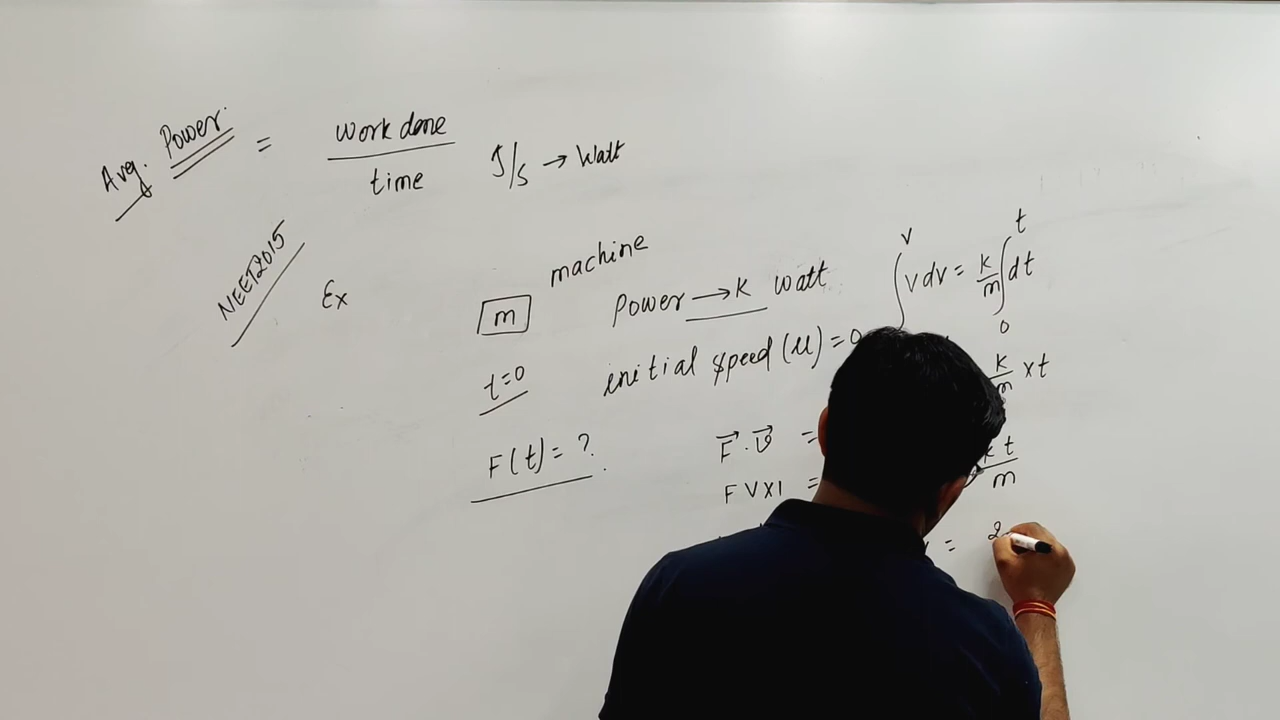 Avg. Power = work done / time J/s → Watt
NEET2015
Ex
machine
m
Power → K watt
t=0
initial speed (u) = 0
F(t) = ?
F⃗ . v⃗ =
F V X 1 =
∫ v dv = k/m ∫ dt
v
t
0
k/m x t
k t / m
=
2